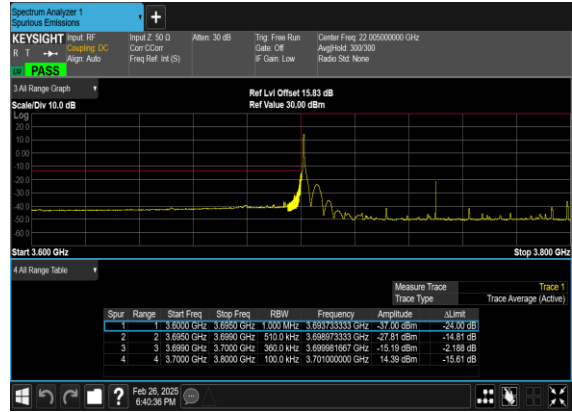 Spectrum Analyzer 1
Spurious Emissions
KEYSIGHT Input: RF Input Z: 50 Ω Atten: 30 dB Trig: Free Run Center Freq: 22.005000000 GHz
R T Coupling: DC Corr CCorr Gate: Off Avg|Hold: 300/300
Align: Auto Freq Ref: Int (S) IF Gain: Low Radio Std: None
PASS
3 All Range Graph
Ref Lvl Offset 15.83 dB
Scale/Div 10.0 dB Ref Value 30.00 dBm
Log
20.0
10.0
0.00
-10.0
-20.0
-30.0
-40.0
-50.0
-60.0
Start 3.600 GHz Stop 3.800 GHz
4 All Range Table
Measure Trace Trace 1
Trace Type Trace Average (Active)
Spur Range Start Freq Stop Freq RBW Frequency Amplitude ΔLimit
1 1 3.6000 GHz 3.6950 GHz 1.000 MHz 3.693733333 GHz -37.00 dBm -24.00 dB
2 2 3.6950 GHz 3.6990 GHz 510.0 kHz 3.698973333 GHz -27.81 dBm -14.81 dB
3 3 3.6990 GHz 3.7000 GHz 360.0 kHz 3.699981667 GHz -15.19 dBm -2.188 dB
4 4 3.7000 GHz 3.8000 GHz 100.0 kHz 3.701000000 GHz 14.39 dBm -15.61 dB
? Feb 26, 2025
6:40:36 PM